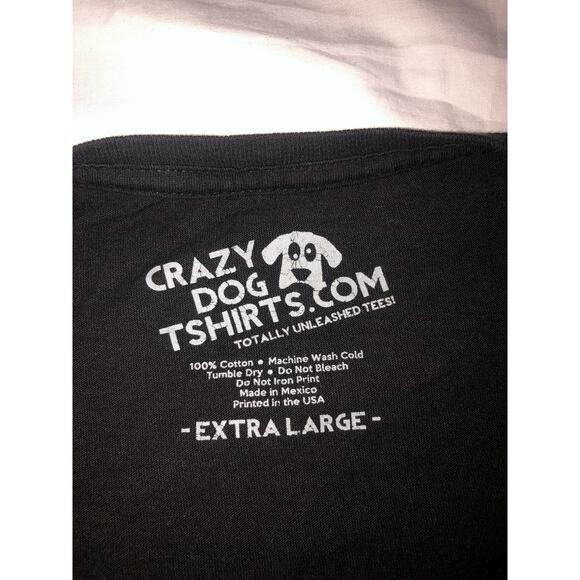 CRAZY
DOG
TSHIRTS.COM
TOTALLY UNLEASHED TEES!
100% Cotton • Machine Wash Cold
Tumble Dry • Do Not Bleach
Do Not Iron Print
Made in Mexico
Printed in the USA
- EXTRA LARGE -